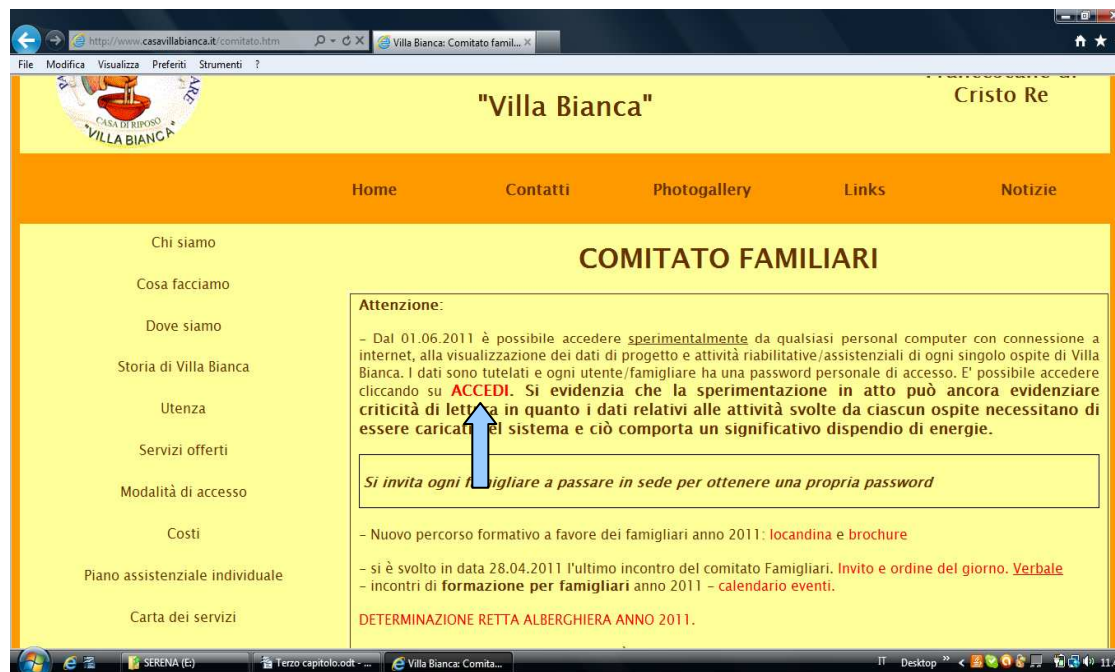 http://www.casavillabianca.it/comitato.htm
Villa Bianca: Comitato famil...
File Modifica Visualizza Preferiti Strumenti ?
CASA DI RIPOSO
"VILLA BIANCA"
"Villa Bianca"
Cristo Re
Home Contatti Photogallery Links Notizie
Chi siamo
Cosa facciamo
Dove siamo
Storia di Villa Bianca
Utenza
Servizi offerti
Modalità di accesso
Costi
Piano assistenziale individuale
Carta dei servizi
COMITATO FAMILIARI
Attenzione:
- Dal 01.06.2011 è possibile accedere sperimentalmente da qualsiasi personal computer con connessione a
internet, alla visualizzazione dei dati di progetto e attività riabilitative/assistenziali di ogni singolo ospite di Villa
Bianca. I dati sono tutelati e ogni utente/famigliare ha una password personale di accesso. E' possibile accedere
cliccando su ACCEDI. Si evidenzia che la sperimentazione in atto può ancora evidenziare
criticità di lettura in quanto i dati relativi alle attività svolte da ciascun ospite necessitano di
essere caricati nel sistema e ciò comporta un significativo dispendio di energie.
Si invita ogni famigliare a passare in sede per ottenere una propria password
- Nuovo percorso formativo a favore dei famigliari anno 2011: locandina e brochure
- si è svolto in data 28.04.2011 l'ultimo incontro del comitato Famigliari. Invito e ordine del giorno. Verbale
- incontri di formazione per famigliari anno 2011 - calendario eventi.
DETERMINAZIONE RETTA ALBERGHIERA ANNO 2011.
SERENA (E:) Terzo capitolo.odt - ... Villa Bianca: Comita... IT Desktop